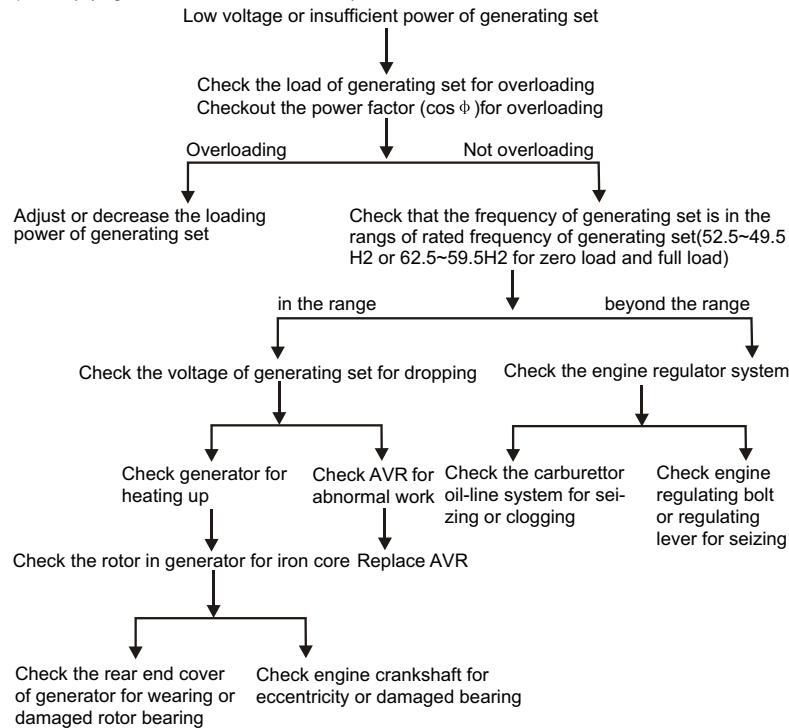 Low voltage or insufficient power of generating set
Check the load of generating set for overloading
Checkout the power factor (cos ϕ )for overloading
Overloading
Not overloading
Adjust or decrease the loading
power of generating set
Check that the frequency of generating set is in the
rangs of rated frequency of generating set(52.5~49.5
H2 or 62.5~59.5H2 for zero load and full load)
in the range
beyond the range
Check the voltage of generating set for dropping
Check the engine regulator system
Check generator for
heating up
Check AVR for
abnormal work
Check the carburettor
oil-line system for sei-
zing or clogging
Check engine
regulating bolt
or regulating
lever for seizing
Check the rotor in generator for iron core
Replace AVR
Check the rear end cover
of generator for wearing or
damaged rotor bearing
Check engine crankshaft for
eccentricity or damaged bearing